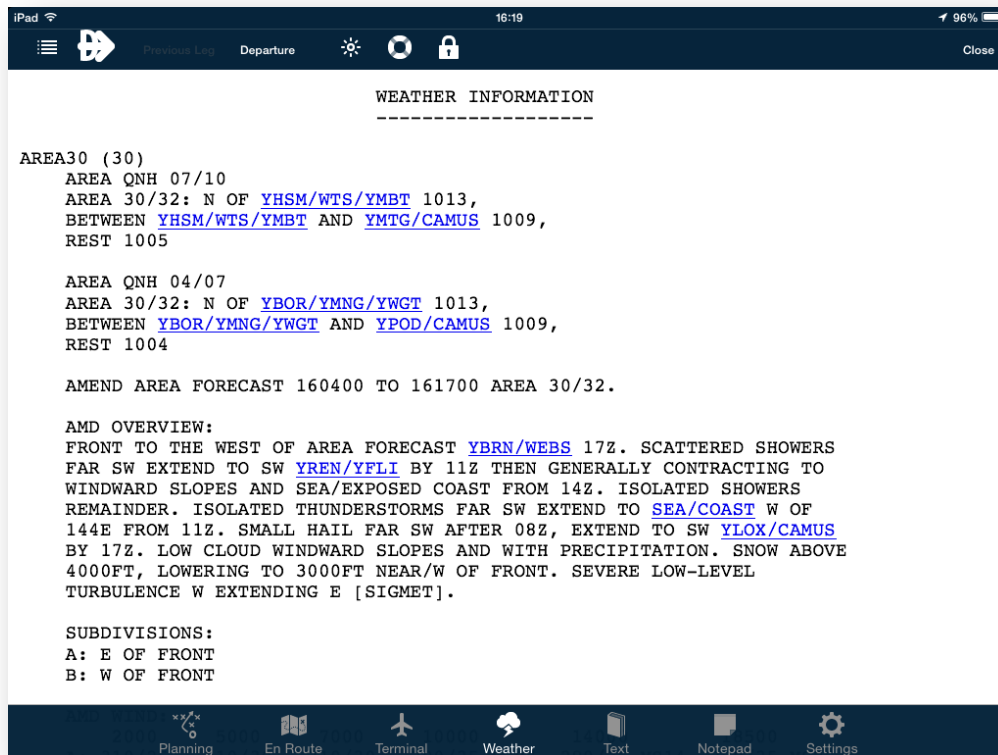 iPad 16:19 96%
Previous Leg Departure Close
WEATHER INFORMATION
-------------------
AREA30 (30)
AREA QNH 07/10
AREA 30/32: N OF YHSM/WTS/YMBT 1013,
BETWEEN YHSM/WTS/YMBT AND YMTG/CAMUS 1009,
REST 1005
AREA QNH 04/07
AREA 30/32: N OF YBOR/YMNG/YWGT 1013,
BETWEEN YBOR/YMNG/YWGT AND YPOD/CAMUS 1009,
REST 1004
AMEND AREA FORECAST 160400 TO 161700 AREA 30/32.
AMD OVERVIEW:
FRONT TO THE WEST OF AREA FORECAST YBRN/WEBS 17Z. SCATTERED SHOWERS
FAR SW EXTEND TO SW YREN/YFLI BY 11Z THEN GENERALLY CONTRACTING TO
WINDWARD SLOPES AND SEA/EXPOSED COAST FROM 14Z. ISOLATED SHOWERS
REMAINDER. ISOLATED THUNDERSTORMS FAR SW EXTEND TO SEA/COAST W OF
144E FROM 11Z. SMALL HAIL FAR SW AFTER 08Z, EXTEND TO SW YLOX/CAMUS
BY 17Z. LOW CLOUD WINDWARD SLOPES AND WITH PRECIPITATION. SNOW ABOVE
4000FT, LOWERING TO 3000FT NEAR/W OF FRONT. SEVERE LOW-LEVEL
TURBULENCE W EXTENDING E [SIGMET].
SUBDIVISIONS:
A: E OF FRONT
B: W OF FRONT
AMD WIND:
2000 5000 7000 10000
Planning En Route Terminal Weather Text Notepad Settings